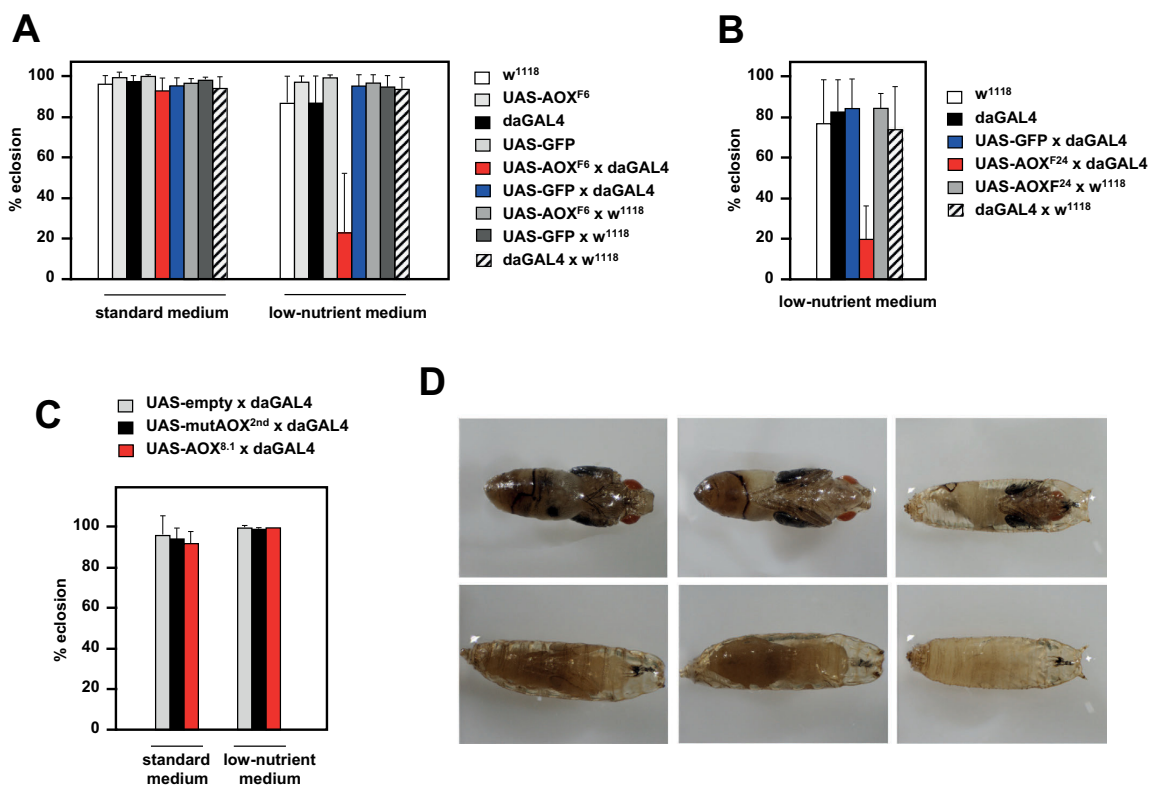 A
% eclosion
100
80
60
40
20
0
standard medium
low-nutrient medium
w¹¹¹⁸
UAS-AOXᶠ⁶
daGAL4
UAS-GFP
UAS-AOXᶠ⁶ x daGAL4
UAS-GFP x daGAL4
UAS-AOXᶠ⁶ x w¹¹¹⁸
UAS-GFP x w¹¹¹⁸
daGAL4 x w¹¹¹⁸
B
% eclosion
100
80
60
40
20
0
low-nutrient medium
w¹¹¹⁸
daGAL4
UAS-GFP x daGAL4
UAS-AOXᶠ²⁴ x daGAL4
UAS-AOXF²⁴ x w¹¹¹⁸
daGAL4 x w¹¹¹⁸
C
UAS-empty x daGAL4
UAS-mutAOX²ⁿᵈ x daGAL4
UAS-AOX⁸·¹ x daGAL4
% eclosion
100
80
60
40
20
0
standard
medium
low-nutrient
medium
D